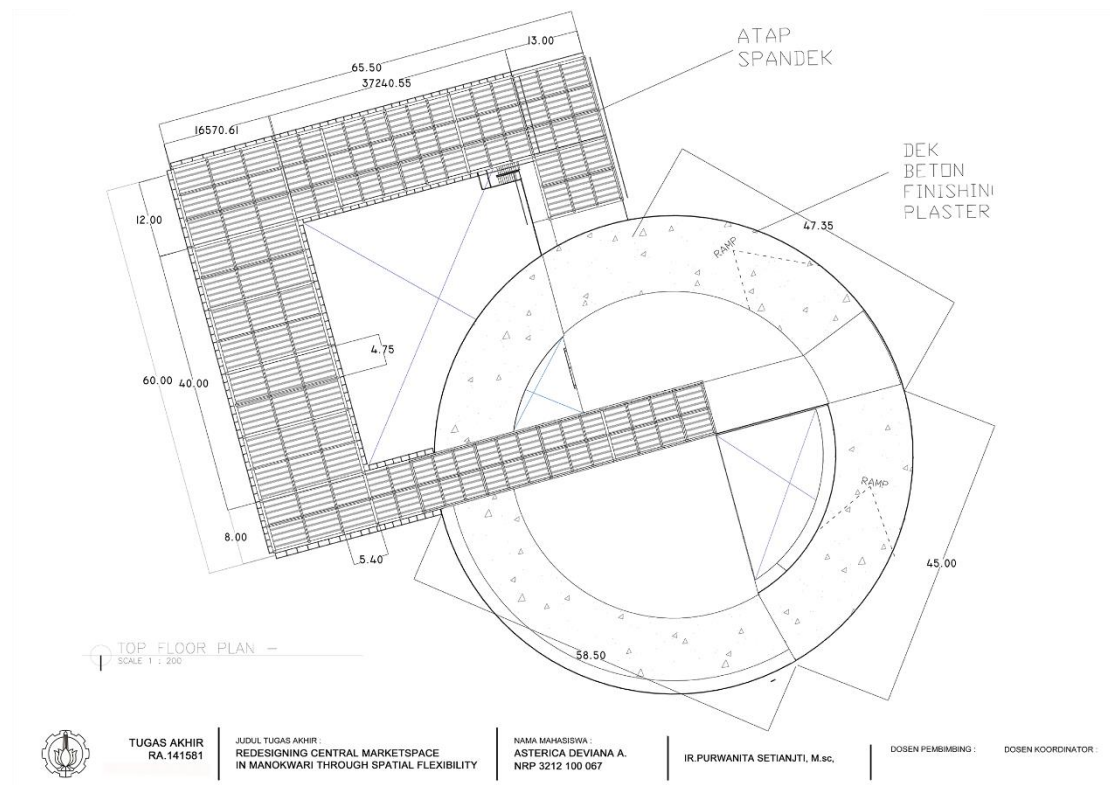 13.00
ATAP
SPANDEK
65.50
37240.55
16570.61
DEK
BETON
FINISHIN
PLASTER
12.00
47.35
RAMP
4.75
60.00
40.00
RAMP
8.00
5.40
45.00
58.50
TOP FLOOR PLAN -
SCALE 1 : 200
TUGAS AKHIR
RA.141581
JUDUL TUGAS AKHIR :
REDESIGNING CENTRAL MARKETSPACE
IN MANOKWARI THROUGH SPATIAL FLEXIBILITY
NAMA MAHASISWA :
ASTERICA DEVIANA A.
NRP 3212 100 067
IR.PURWANITA SETIANJTI, M.sc,
DOSEN PEMBIMBING :
DOSEN KOORDINATOR :